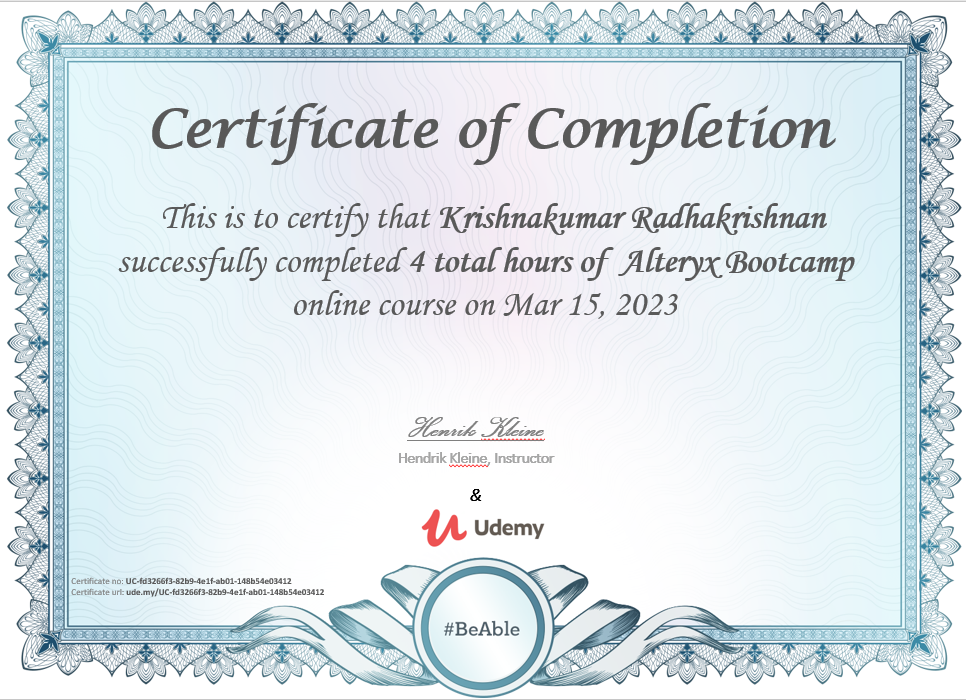 Certificate of Completion
This is to certify that Krishnakumar Radhakrishnan
successfully completed 4 total hours of Alteryx Bootcamp
online course on Mar 15, 2023
Henrik Kleine
Hendrik Kleine, Instructor
&
Udemy
Certificate no: UC-fd3266f3-82b9-4e1f-ab01-148b54e03412
Certificate url: ude.my/UC-fd3266f3-82b9-4e1f-ab01-148b54e03412
#BeAble